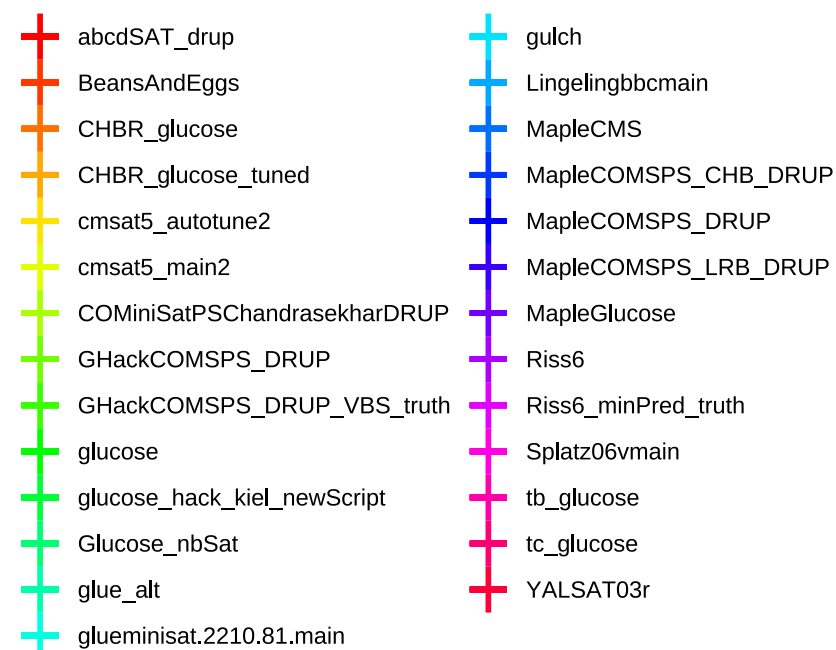 abcdSAT_drup
BeansAndEggs
CHBR_glucose
CHBR_glucose_tuned
cmsat5_autotune2
cmsat5_main2
COMiniSatPSChandrasekharDRUP
GHackCOMSPS_DRUP
GHackCOMSPS_DRUP_VBS_truth
glucose
glucose_hack_kiel_newScript
Glucose_nbSat
glue_alt
glueminisat.2210.81.main
gulch
Lingelingbbcmain
MapleCMS
MapleCOMSPS_CHB_DRUP
MapleCOMSPS_DRUP
MapleCOMSPS_LRB_DRUP
MapleGlucose
Riss6
Riss6_minPred_truth
Splatz06vmain
tb_glucose
tc_glucose
YALSAT03r